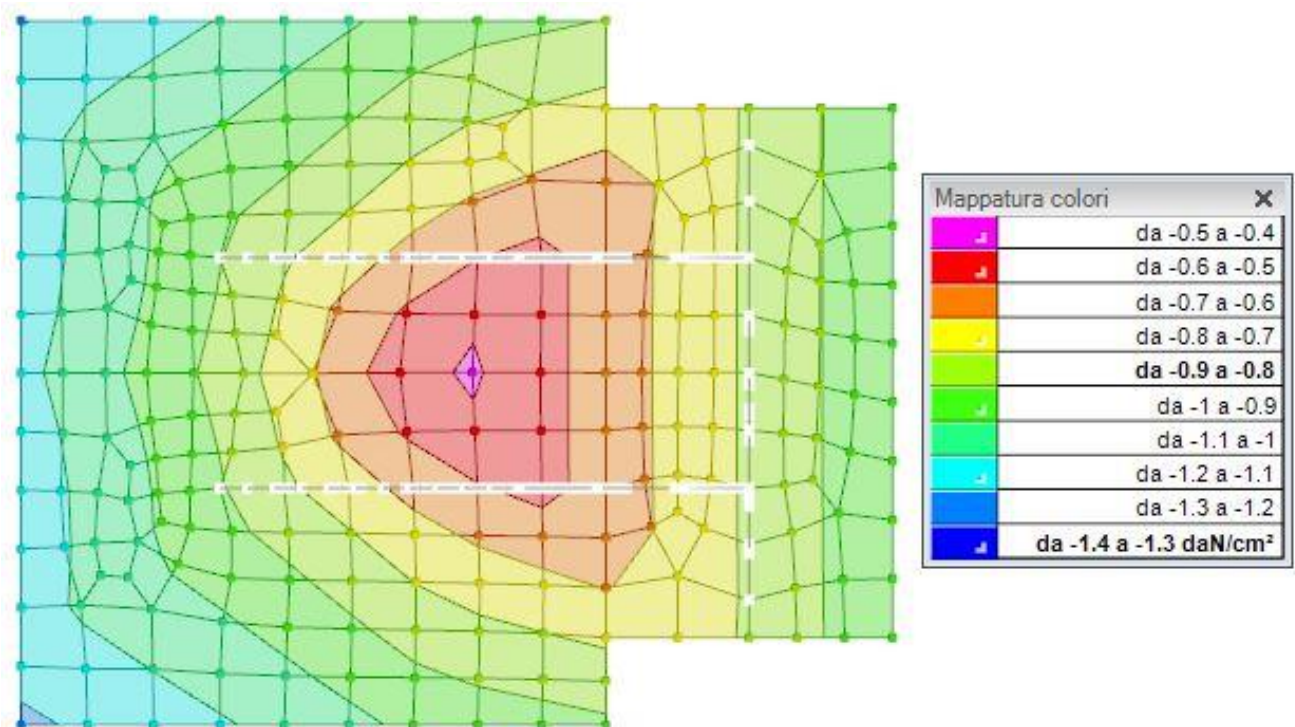 Mappatura colori
da -0.5 a -0.4
da -0.6 a -0.5
da -0.7 a -0.6
da -0.8 a -0.7
da -0.9 a -0.8
da -1 a -0.9
da -1.1 a -1
da -1.2 a -1.1
da -1.3 a -1.2
da -1.4 a -1.3 daN/cm²